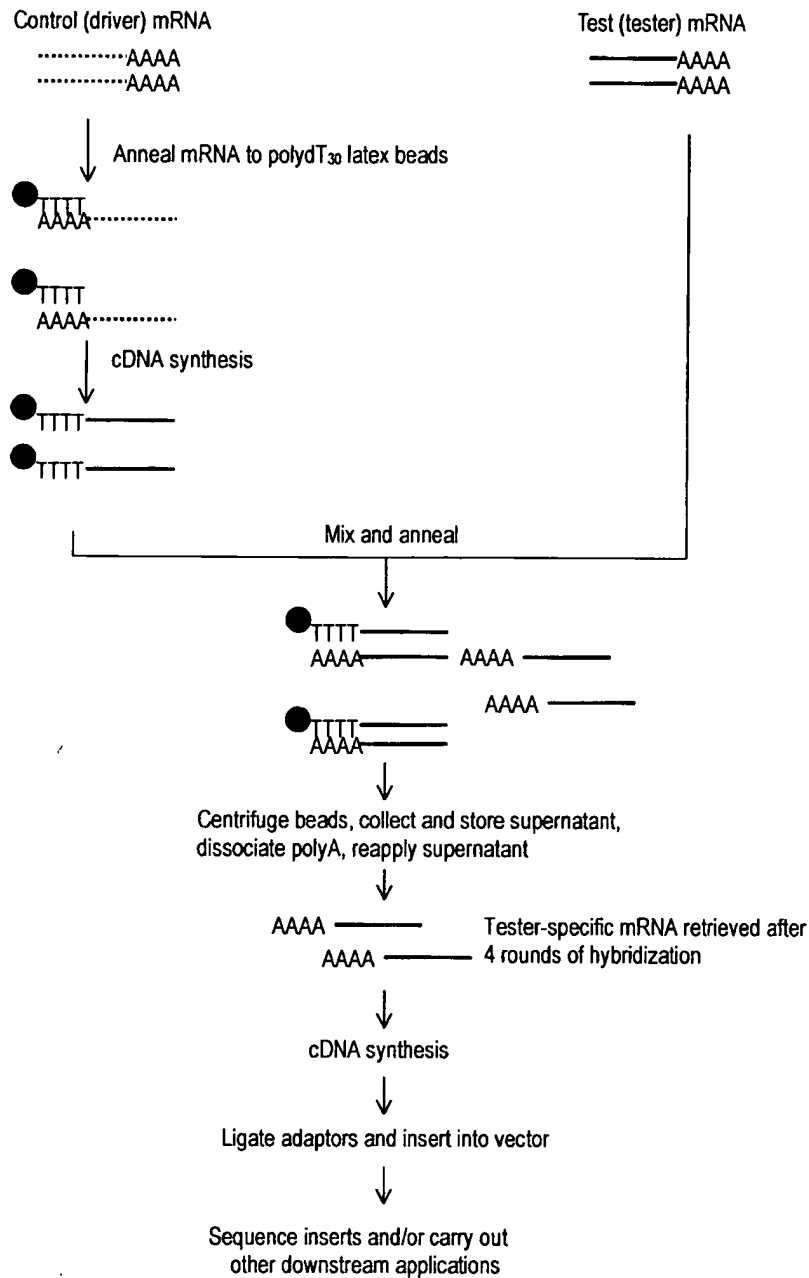 Control (driver) mRNA
Test (tester) mRNA
AAAA
AAAA
AAAA
AAAA
Anneal mRNA to polydT₃₀ latex beads
TTTT
AAAA
TTTT
AAAA
cDNA synthesis
TTTT
TTTT
Mix and anneal
TTTT
AAAA
AAAA
AAAA
TTTT
AAAA
Centrifuge beads, collect and store supernatant,
dissociate polyA, reapply supernatant
AAAA
Tester-specific mRNA retrieved after
AAAA
4 rounds of hybridization
cDNA synthesis
Ligate adaptors and insert into vector
Sequence inserts and/or carry out
other downstream applications